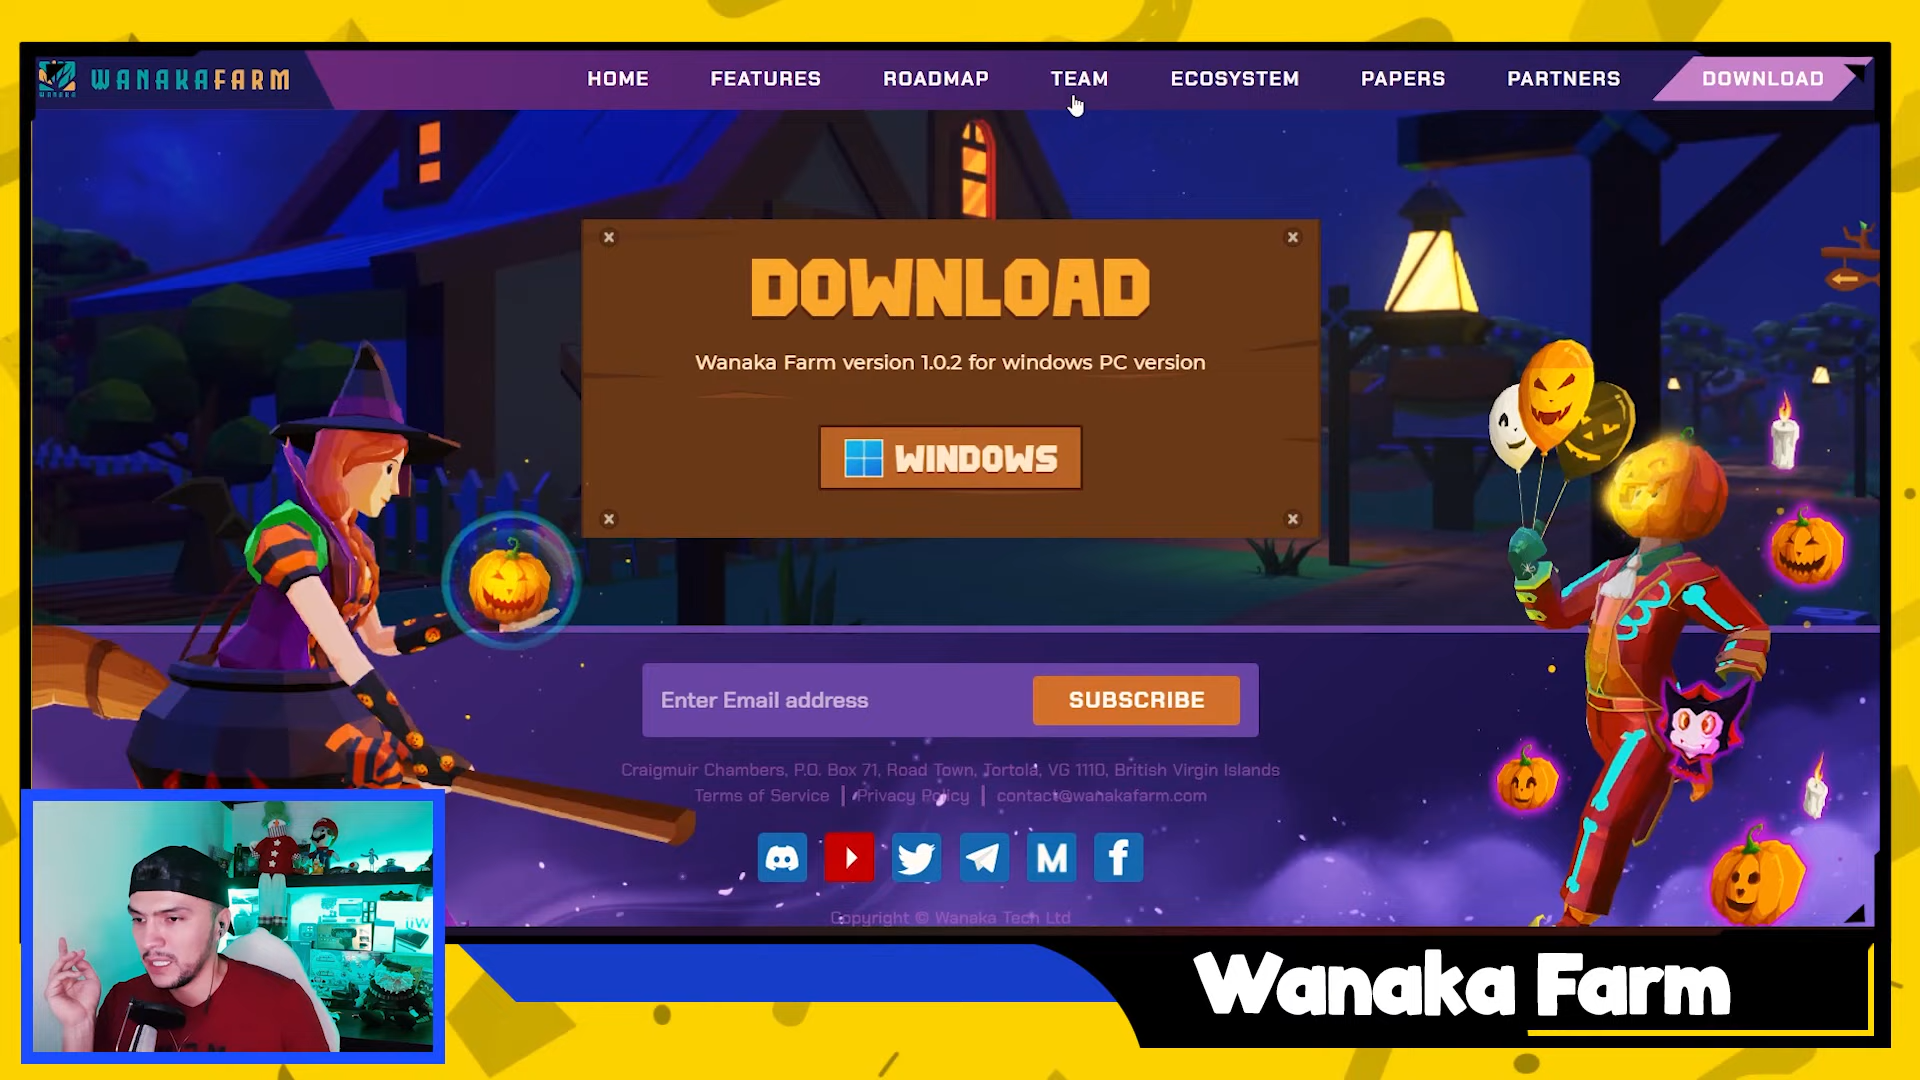 WANAKAFARM
HOME FEATURES ROADMAP TEAM ECOSYSTEM PAPERS PARTNERS DOWNLOAD
DOWNLOAD
Wanaka Farm version 1.0.2 for windows PC version
WINDOWS
Enter Email address SUBSCRIBE
Craigmuir Chambers, P.O. Box 71, Road Town, Tortola, VG 1110, British Virgin Islands
Terms of Service | Privacy Policy | contact@wanakafarm.com
Copyright © Wanaka Tech Ltd
Wanaka Farm